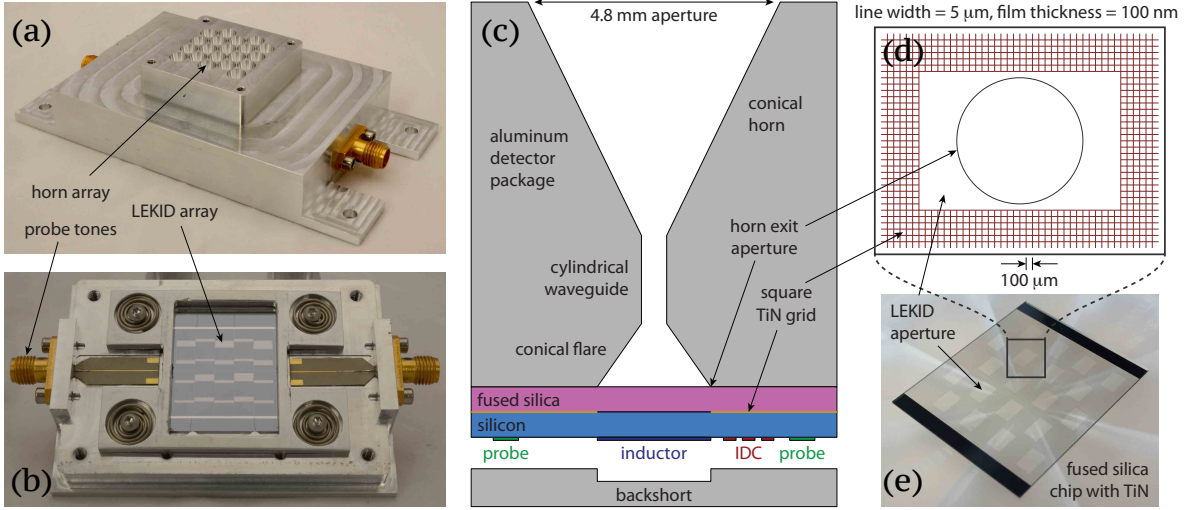 (a)
horn array
LEKID array
probe tones
(b)
(c)
4.8 mm aperture
aluminum
detector
package
conical
horn
horn exit
aperture
cylindrical
waveguide
square
TiN grid
conical flare
fused silica
silicon
probe
inductor
IDC
probe
backshort
line width = 5 μm, film thickness = 100 nm
(d)
100 μm
LEKID
aperture
(e)
fused silica
chip with TiN